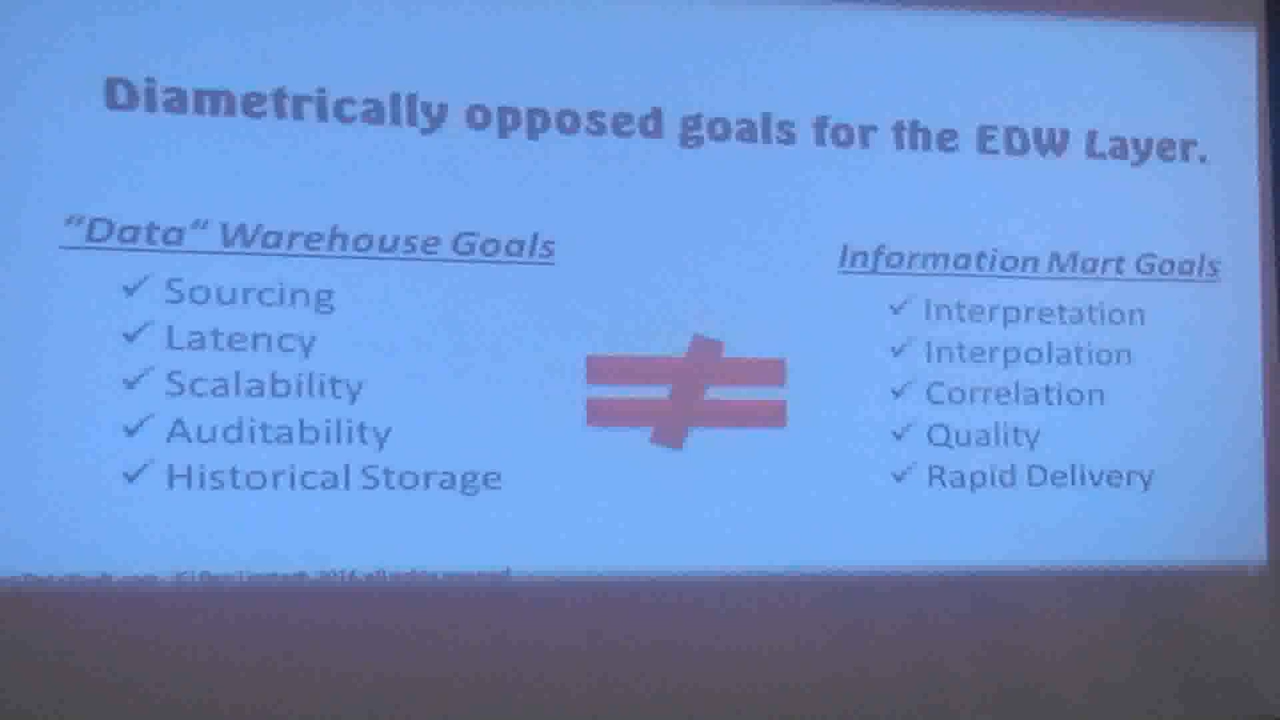 Diametrically opposed goals for the EDW Layer.
"Data" Warehouse Goals
✓ Sourcing
✓ Latency
✓ Scalability
✓ Auditability
✓ Historical Storage
≠
Information Mart Goals
✓ Interpretation
✓ Interpolation
✓ Correlation
✓ Quality
✓ Rapid Delivery